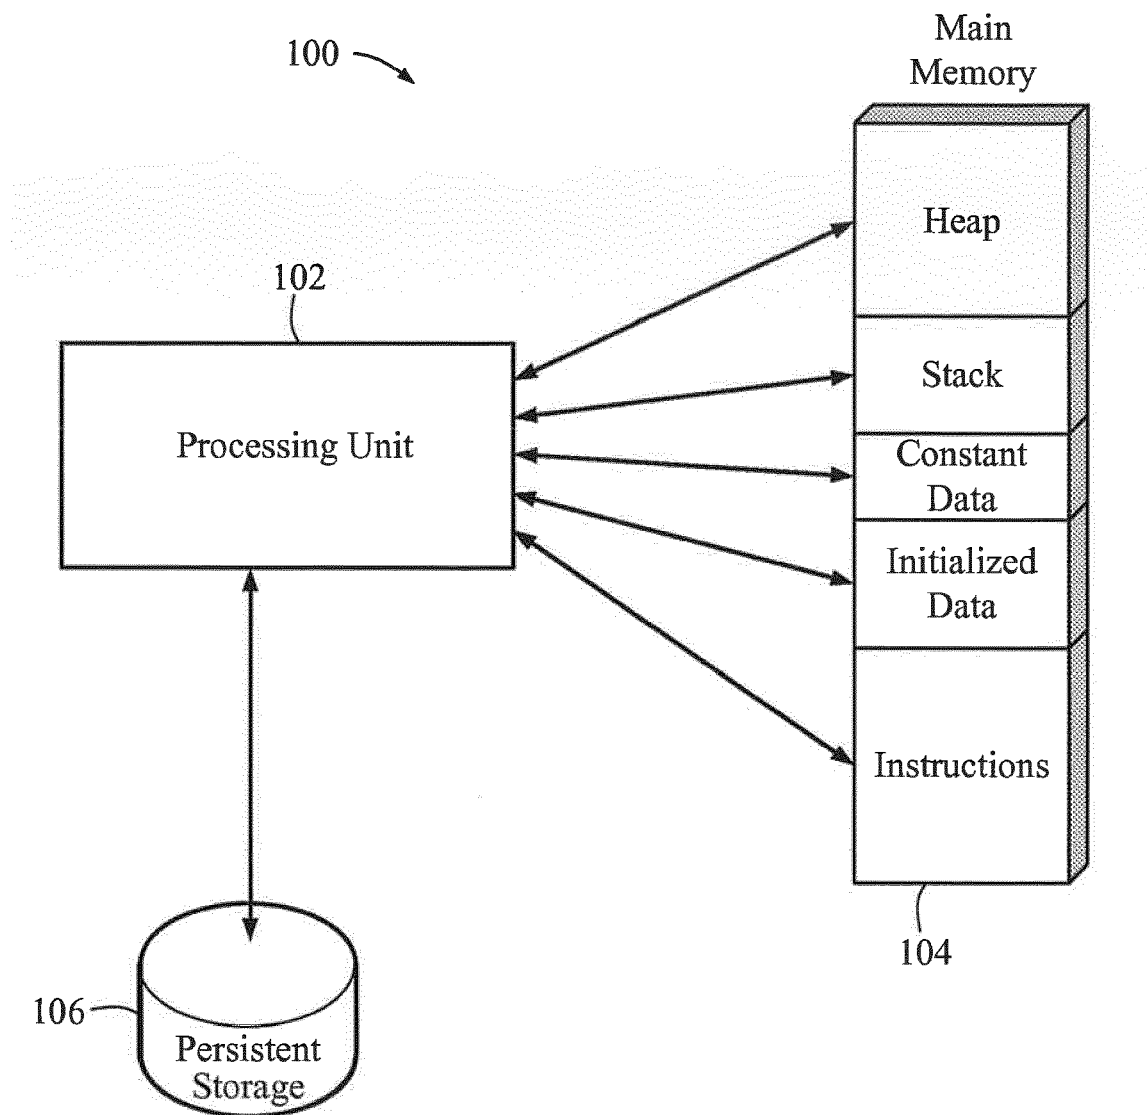 100
Main
Memory
Heap
102
Stack
Processing Unit
Constant
Data
Initialized
Data
Instructions
104
106
Persistent
Storage